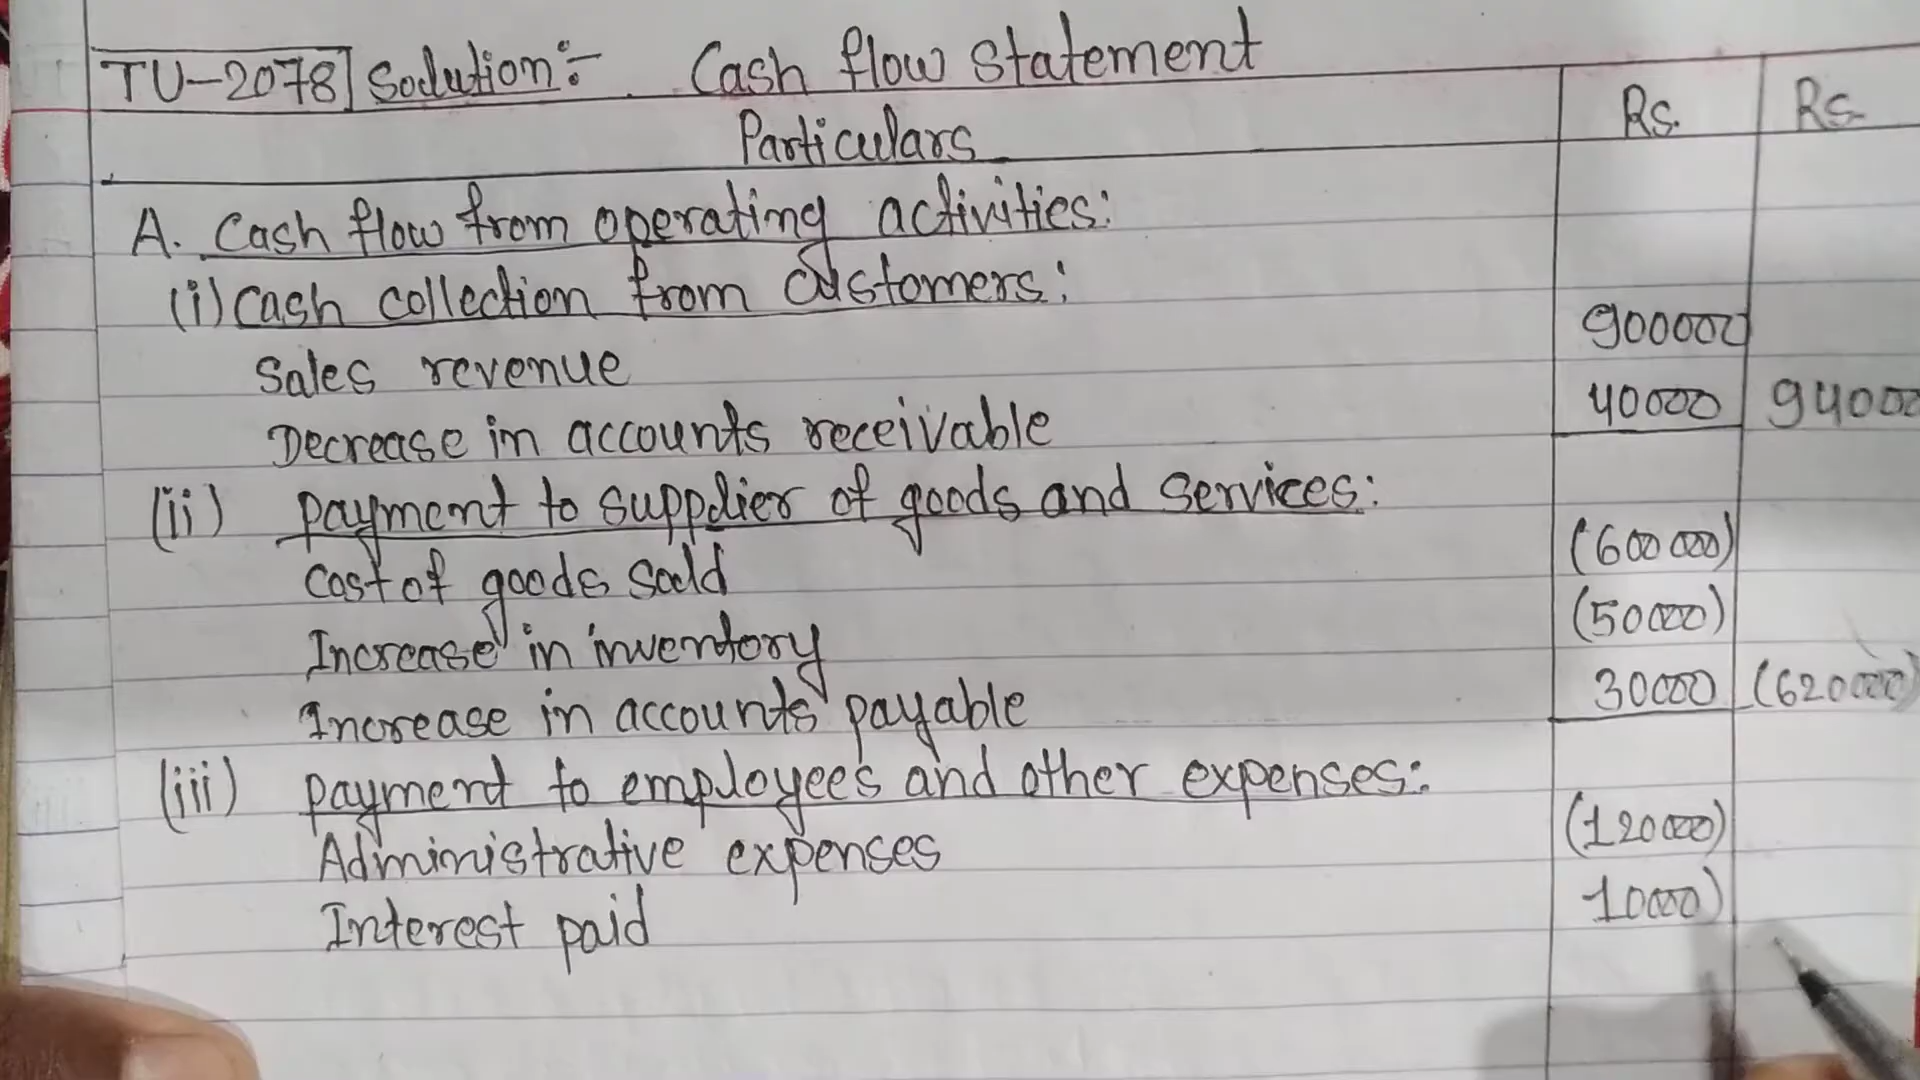 TU-2078 Solution:- Cash flow statement
Particulars Rs. Rs.
A. Cash flow from operating activities:
(i) Cash collection from customers:
Sales revenue 900000
Decrease in accounts receivable 40000 94000
(ii) payment to supplier of goods and services:
Cost of goods sold (600000)
Increase in inventory (50000)
Increase in accounts payable 30000 (620000)
(iii) payment to employees and other expenses:
Administrative expenses (120000)
Interest paid 10000)